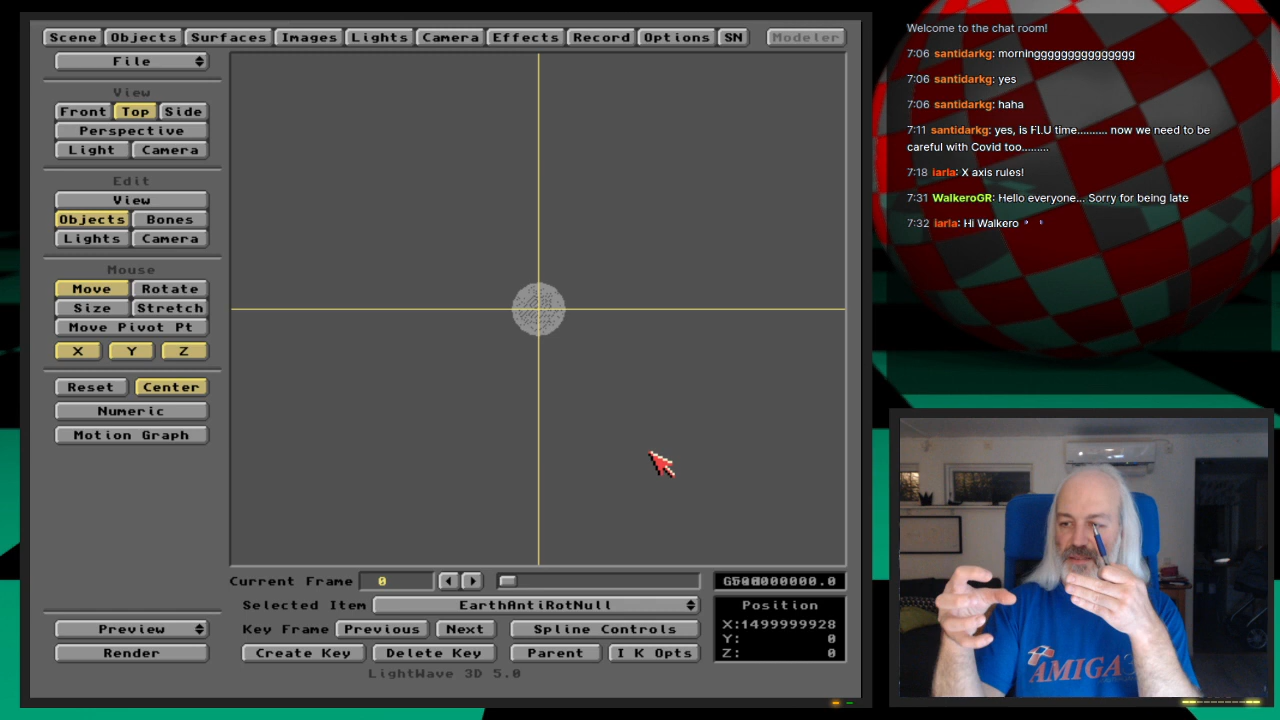 Scene Objects Surfaces Images Lights Camera Effects Record Options SN Modeler
File
View
Front Top Side
Perspective
Light Camera
Edit
View
Objects Bones
Lights Camera
Mouse
Move Rotate
Size Stretch
Move Pivot Pt
X Y Z
Reset Center
Numeric
Motion Graph
Preview
Render
Current Frame 0
Selected Item EarthAntiRotNull
Key Frame Previous Next Spline Controls
Create Key Delete Key Parent I K Opts
LightWave 3D 5.0
Position
X:1499999928
Y: 0
Z: 0
Welcome to the chat room!
7:06 santidarkg: morninggggggggggggggg
7:06 santidarkg: yes
7:06 santidarkg: haha
7:11 santidarkg: yes, is FLU time.......... now we need to be
careful with Covid too.........
7:18 iarla: X axis rules!
7:31 WalkeroGR: Hello everyone... Sorry for being late
7:32 iarla: Hi Walkero
AMIGA